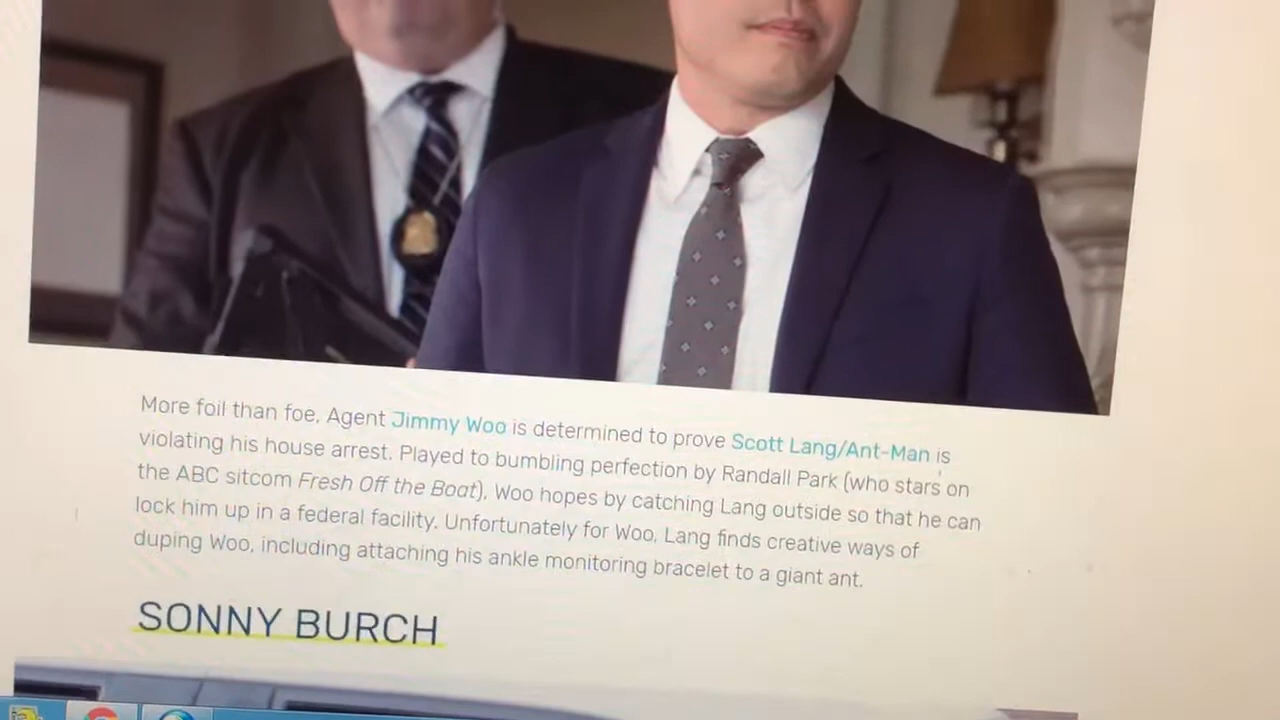 More foil than foe, Agent Jimmy Woo is determined to prove Scott Lang/Ant-Man is
violating his house arrest. Played to bumbling perfection by Randall Park (who stars on
the ABC sitcom Fresh Off the Boat), Woo hopes by catching Lang outside so that he can
lock him up in a federal facility. Unfortunately for Woo, Lang finds creative ways of
duping Woo, including attaching his ankle monitoring bracelet to a giant ant.
SONNY BURCH